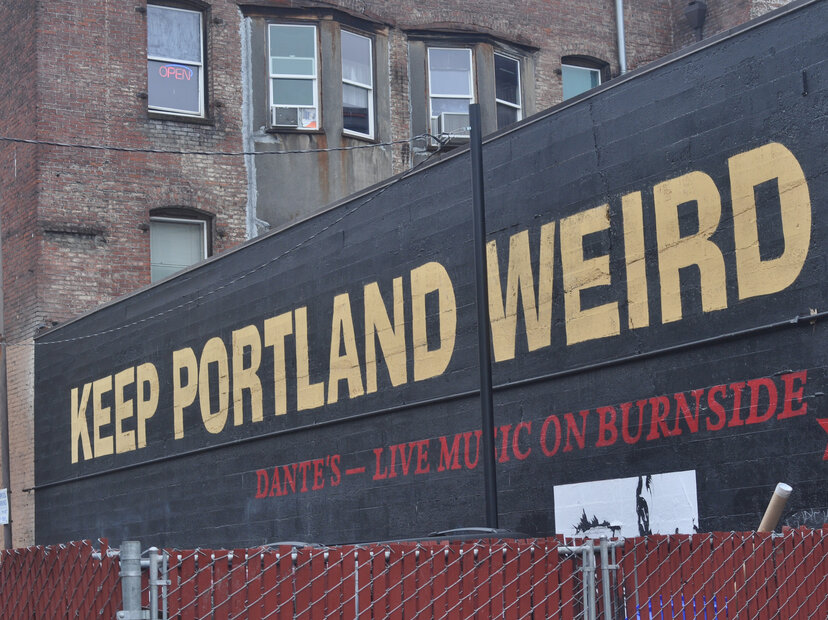 OPEN
KEEP PORTLAND WEIRD
DANTE'S – LIVE MUSIC ON BURNSIDE